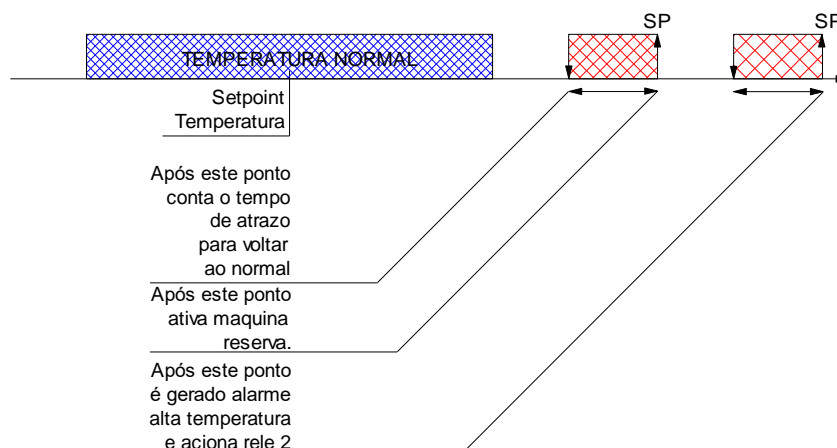 SP
SP
TEMPERATURA NORMAL
Setpoint
Temperatura
Após este ponto
conta o tempo
de atrazo
para voltar
ao normal
Após este ponto
ativa maquina
reserva.
Após este ponto
é gerado alarme
alta temperatura
e aciona rele 2